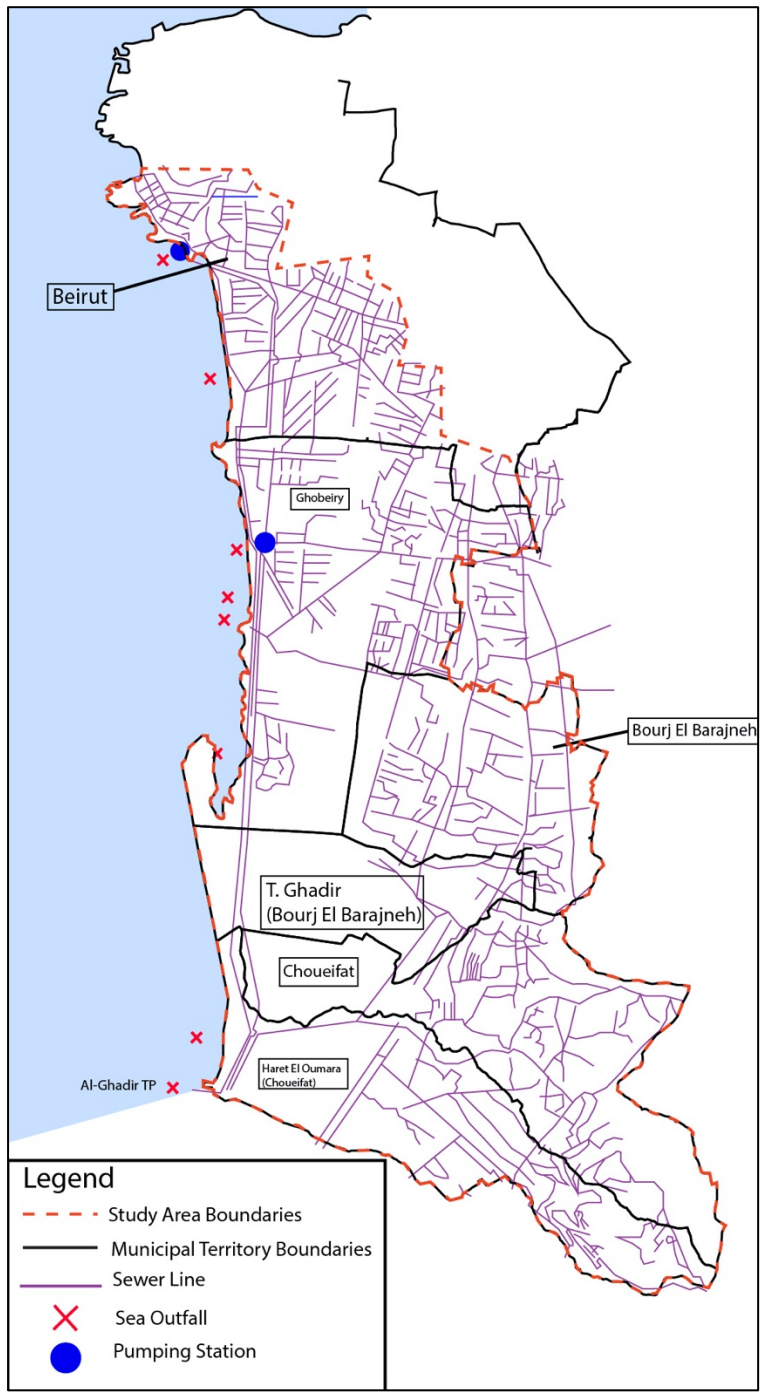 Beirut
Ghobeiry
Bourj El Barajneh
T. Ghadir
(Bourj El Barajneh)
Choueifat
Haret El Oumara
(Choueifat)
Al-Ghadir TP
Legend
Study Area Boundaries
Municipal Territory Boundaries
Sewer Line
Sea Outfall
Pumping Station